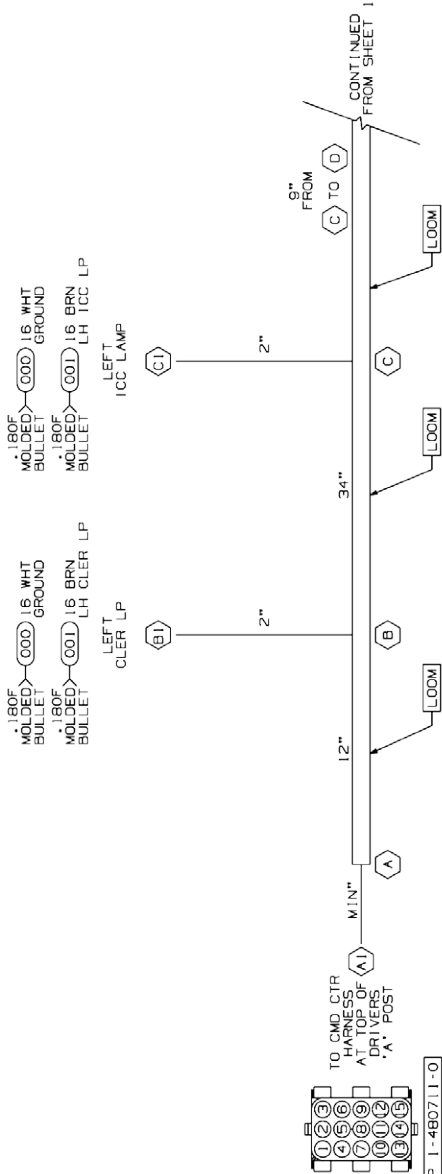 .180F
MOLDED 000 16 WHT
BULLET GROUND
.180F
MOLDED 001 16 BRN
BULLET LH CLER LP
LEFT
CLER LP
B1
.180F
MOLDED 000 16 WHT
BULLET GROUND
.180F
MOLDED 001 16 BRN
BULLET LH ICC LP
LEFT
ICC LAMP
C1
2"
2"
9"
FROM
C TO D
CONTINUED
FROM SHEET 1
MIN"
12"
34"
A
B
C
LOOM
LOOM
LOOM
TO CMD CTR
HARNESS
AT TOP OF
DRIVERS
"A" POST
A1
1 2 3
4 5 6
7 8 9
10 11 12
13 14 15
1-480711-0